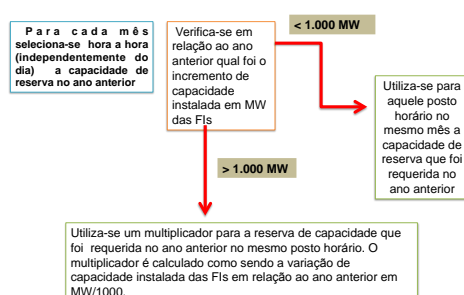 Para cada mês
seleciona-se hora a hora
(independentemente do
dia) a capacidade de
reserva no ano anterior
Verifica-se em
relação ao ano
anterior qual foi o
incremento de
capacidade
instalada em MW
das FIs
< 1.000 MW
Utiliza-se para
aquele posto
horário no
mesmo mês a
capacidade de
reserva que foi
requerida no
ano anterior
> 1.000 MW
Utiliza-se um multiplicador para a reserva de capacidade que
foi requerida no ano anterior no mesmo posto horário. O
multiplicador é calculado como sendo a variação de
capacidade instalada das FIs em relação ao ano anterior em
MW/1000.